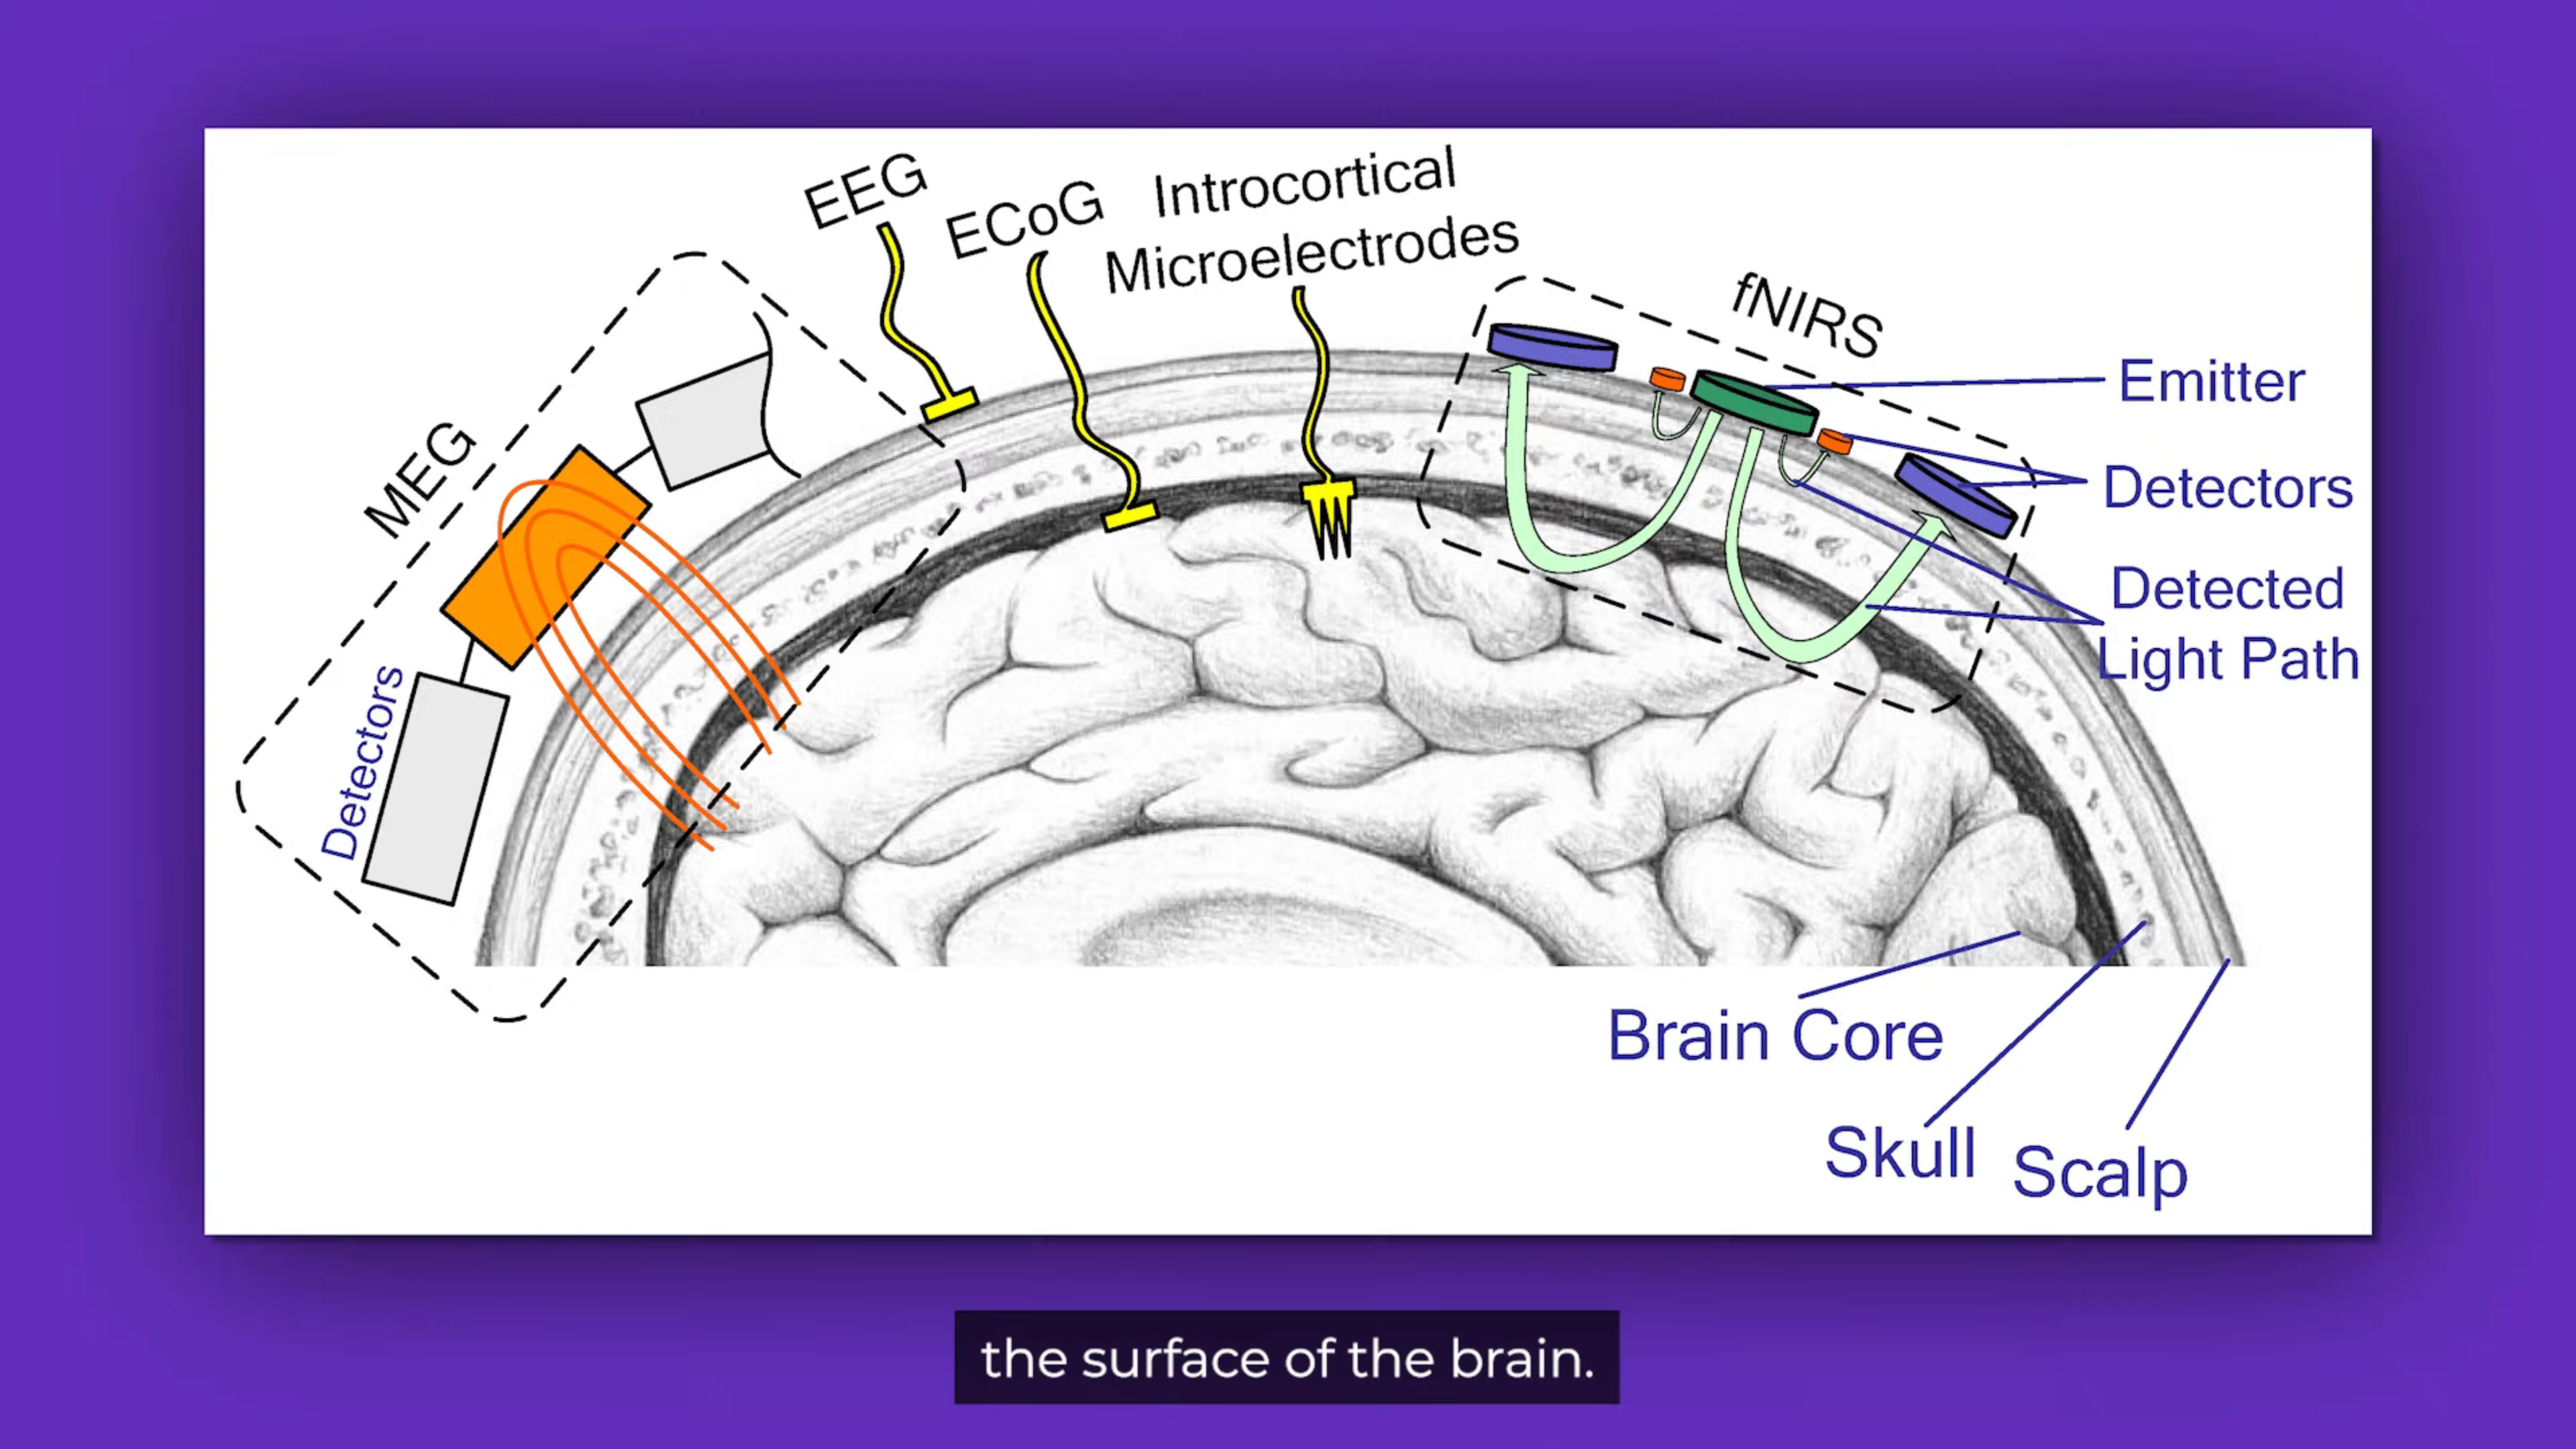 EEG
ECoG
Introcortical
Microelectrodes
fNIRS
MEG
Detectors
Emitter
Detectors
Detected
Light Path
Brain Core
Skull
Scalp
the surface of the brain.